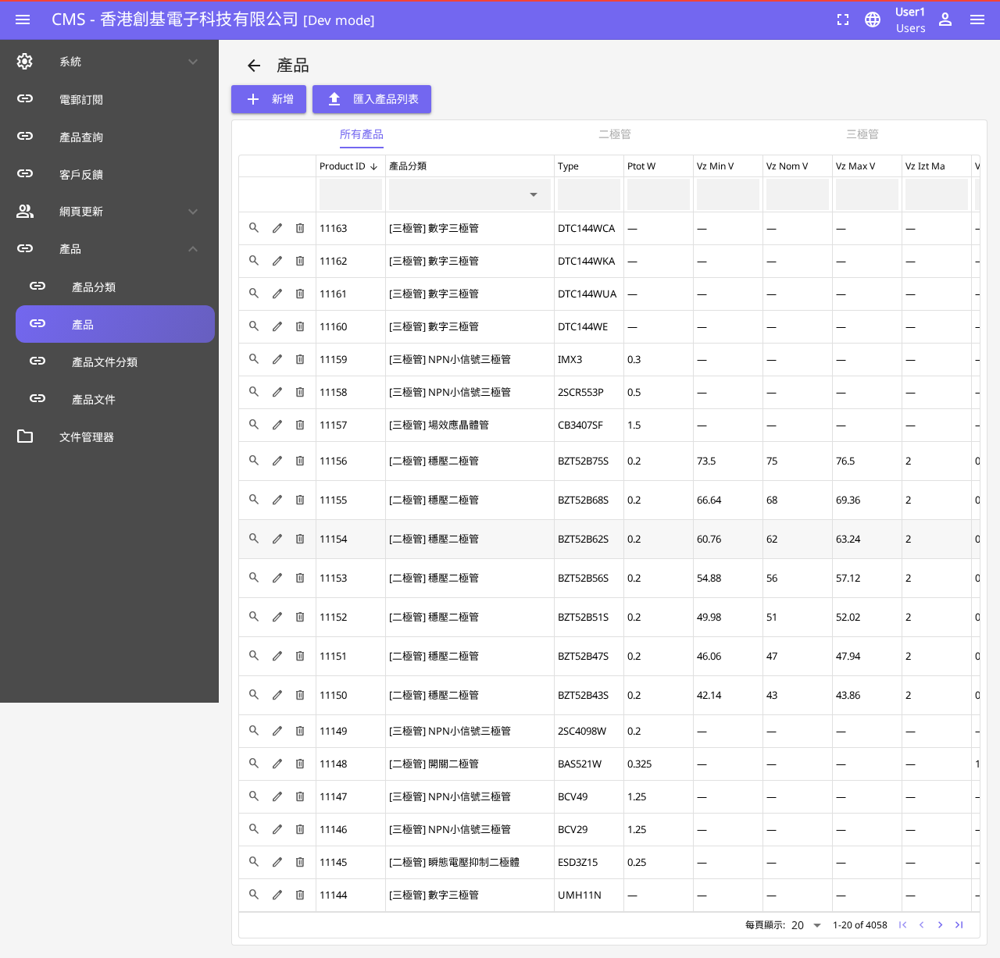 CMS - 香港創基電子科技有限公司 [Dev mode]
User1
Users
系統
電郵訂閱
產品查詢
客戶反饋
網頁更新
產品
產品分類
產品
產品文件分類
產品文件
文件管理器
產品
新增
匯入產品列表
所有產品 二極管 三極管
Product ID 產品分類 Type Ptot W Vz Min V Vz Nom V Vz Max V Vz Izt Ma V
11163 [三極管] 數字三極管 DTC144WCA — — — — — —
11162 [三極管] 數字三極管 DTC144WKA — — — — — —
11161 [三極管] 數字三極管 DTC144WUA — — — — — —
11160 [三極管] 數字三極管 DTC144WE — — — — — —
11159 [三極管] NPN小信號三極管 IMX3 0.3 — — — — —
11158 [三極管] NPN小信號三極管 2SCR553P 0.5 — — — — —
11157 [三極管] 場效應晶體管 CB3407SF 1.5 — — — — —
11156 [二極管] 穩壓二極管 BZT52B75S 0.2 73.5 75 76.5 2 0
11155 [二極管] 穩壓二極管 BZT52B68S 0.2 66.64 68 69.36 2 0
11154 [二極管] 穩壓二極管 BZT52B62S 0.2 60.76 62 63.24 2 0
11153 [二極管] 穩壓二極管 BZT52B56S 0.2 54.88 56 57.12 2 0
11152 [二極管] 穩壓二極管 BZT52B51S 0.2 49.98 51 52.02 2 0
11151 [二極管] 穩壓二極管 BZT52B47S 0.2 46.06 47 47.94 2 0
11150 [二極管] 穩壓二極管 BZT52B43S 0.2 42.14 43 43.86 2 0
11149 [三極管] NPN小信號三極管 2SC4098W 0.2 — — — — —
11148 [二極管] 開關二極管 BAS521W 0.325 — — — — 1
11147 [三極管] NPN小信號三極管 BCV49 1.25 — — — — —
11146 [三極管] NPN小信號三極管 BCV29 1.25 — — — — —
11145 [二極管] 瞬態電壓抑制二極體 ESD3Z15 0.25 — — — — —
11144 [三極管] 數字三極管 UMH11N — — — — — —
每頁顯示: 20 1-20 of 4058